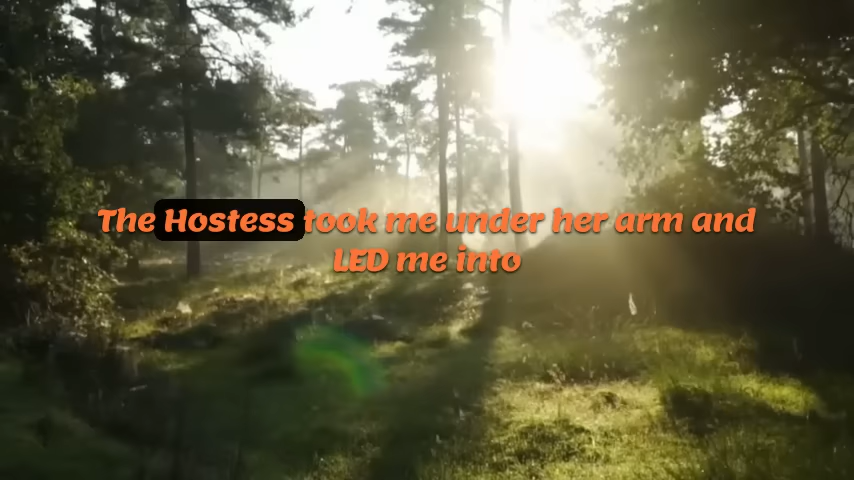 The Hostess took me under her arm and
LED me into